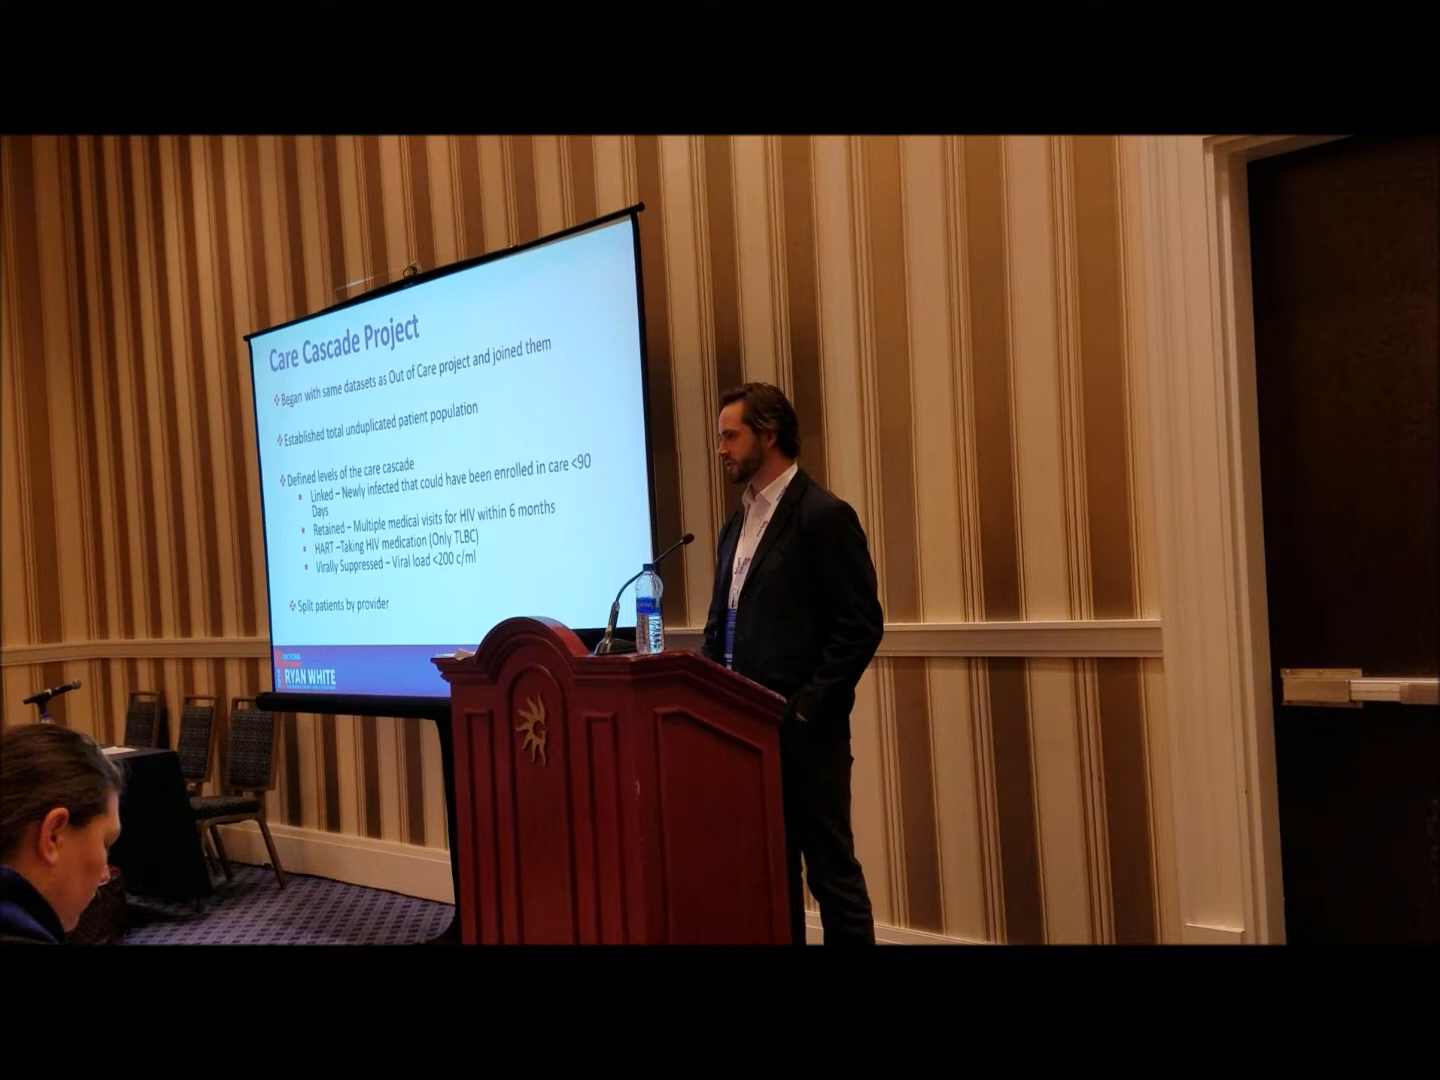 Care Cascade Project
Began with same datasets as Out of Care project and joined them
Established total unduplicated patient population
Defined levels of the care cascade
Linked – Newly infected that could have been enrolled in care <90
Days
Retained – Multiple medical visits for HIV within 6 months
HART –Taking HIV medication (Only TLBC)
Virally Suppressed – Viral load <200 c/ml
Split patients by provider
NATIONAL
RYAN WHITE